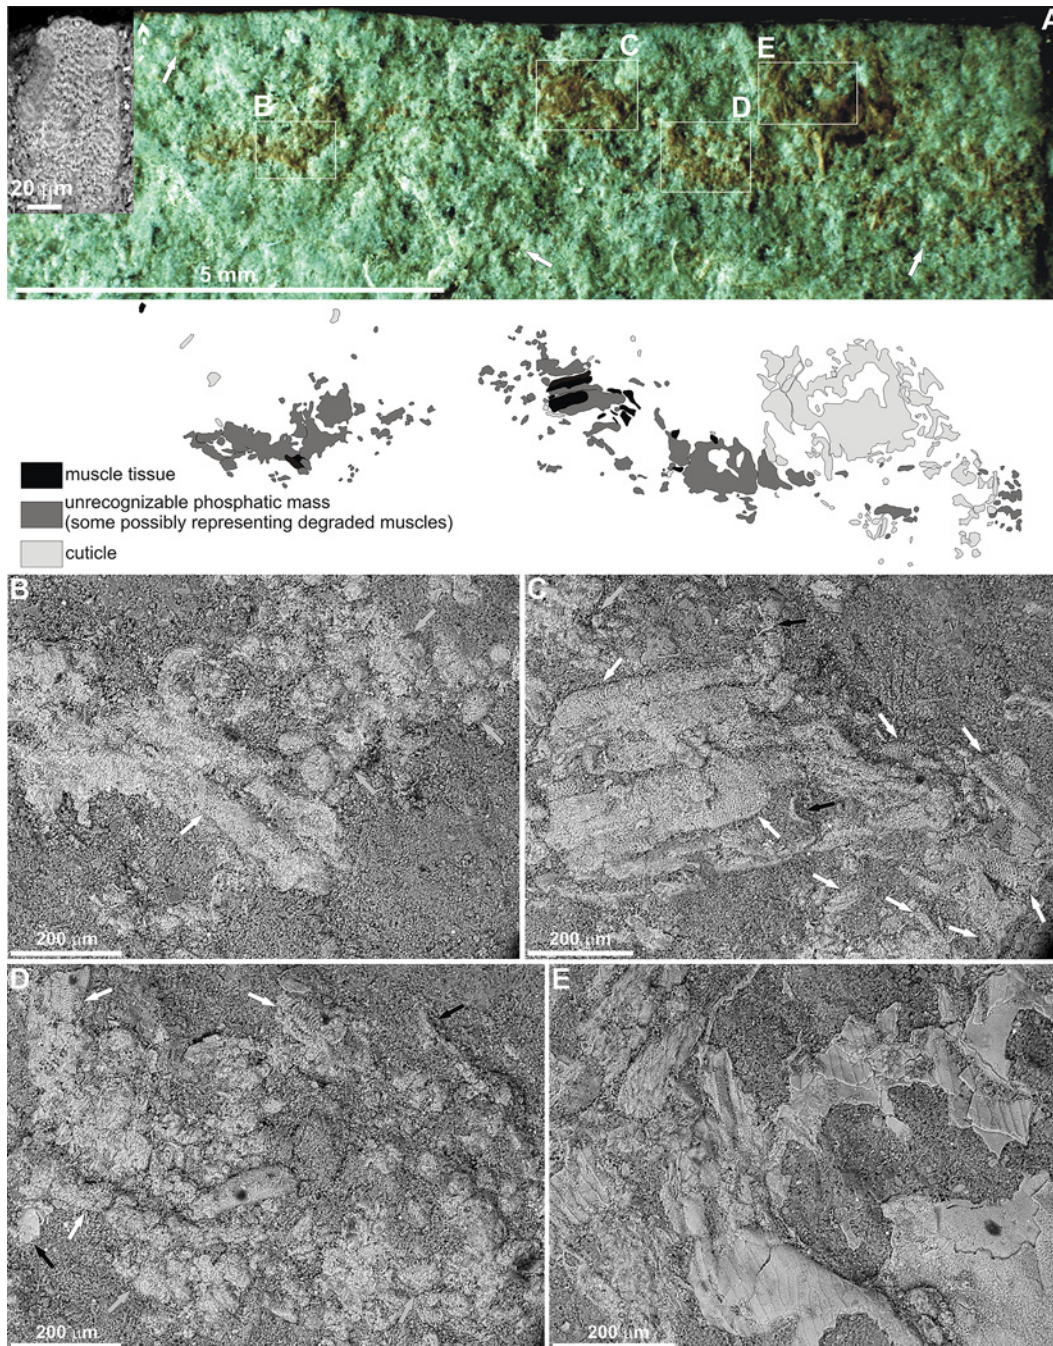 A
C
E
B
D
20 μm
5 mm
muscle tissue
unrecognizable phosphatic mass
(some possibly representing degraded muscles)
cuticle
B
C
200 μm
200 μm
D
E
200 μm
200 μm